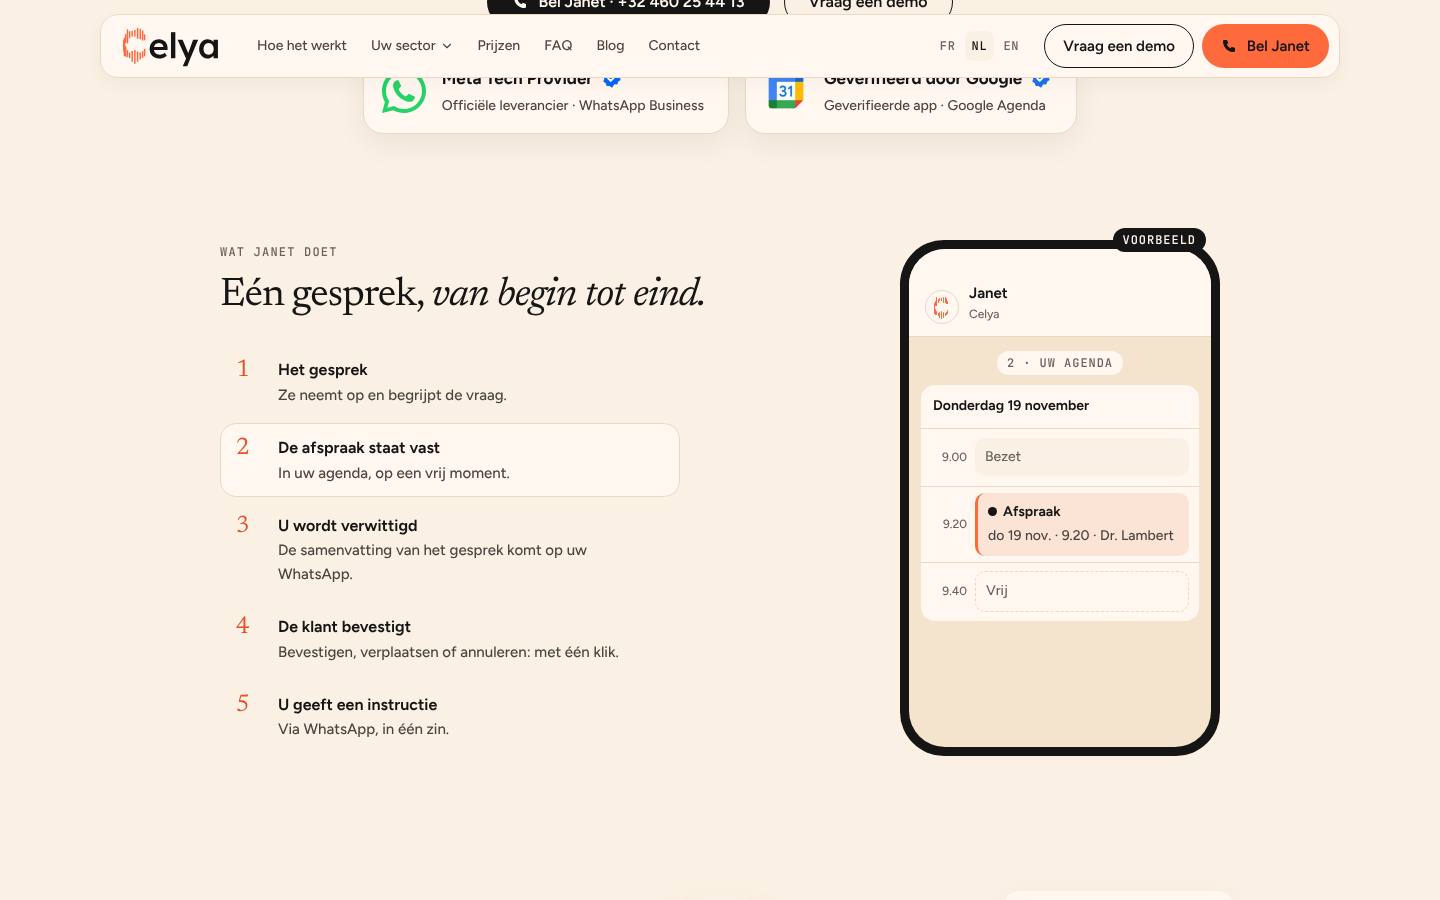 Bel Janet · +32 460 25 44 13
Vraag een demo
Celya
Hoe het werkt
Uw sector
Prijzen
FAQ
Blog
Contact
FR
NL
EN
Vraag een demo
Bel Janet
Meta Tech Provider
Officiële leverancier · WhatsApp Business
31
Geverifieerd door Google
Geverifieerde app · Google Agenda
WAT JANET DOET
Eén gesprek, van begin tot eind.
1
Het gesprek
Ze neemt op en begrijpt de vraag.
2
De afspraak staat vast
In uw agenda, op een vrij moment.
3
U wordt verwittigd
De samenvatting van het gesprek komt op uw
WhatsApp.
4
De klant bevestigt
Bevestigen, verplaatsen of annuleren: met één klik.
5
U geeft een instructie
Via WhatsApp, in één zin.
VOORBEELD
Janet
Celya
2 · UW AGENDA
Donderdag 19 november
9.00
Bezet
9.20
Afspraak
do 19 nov. · 9.20 · Dr. Lambert
9.40
Vrij